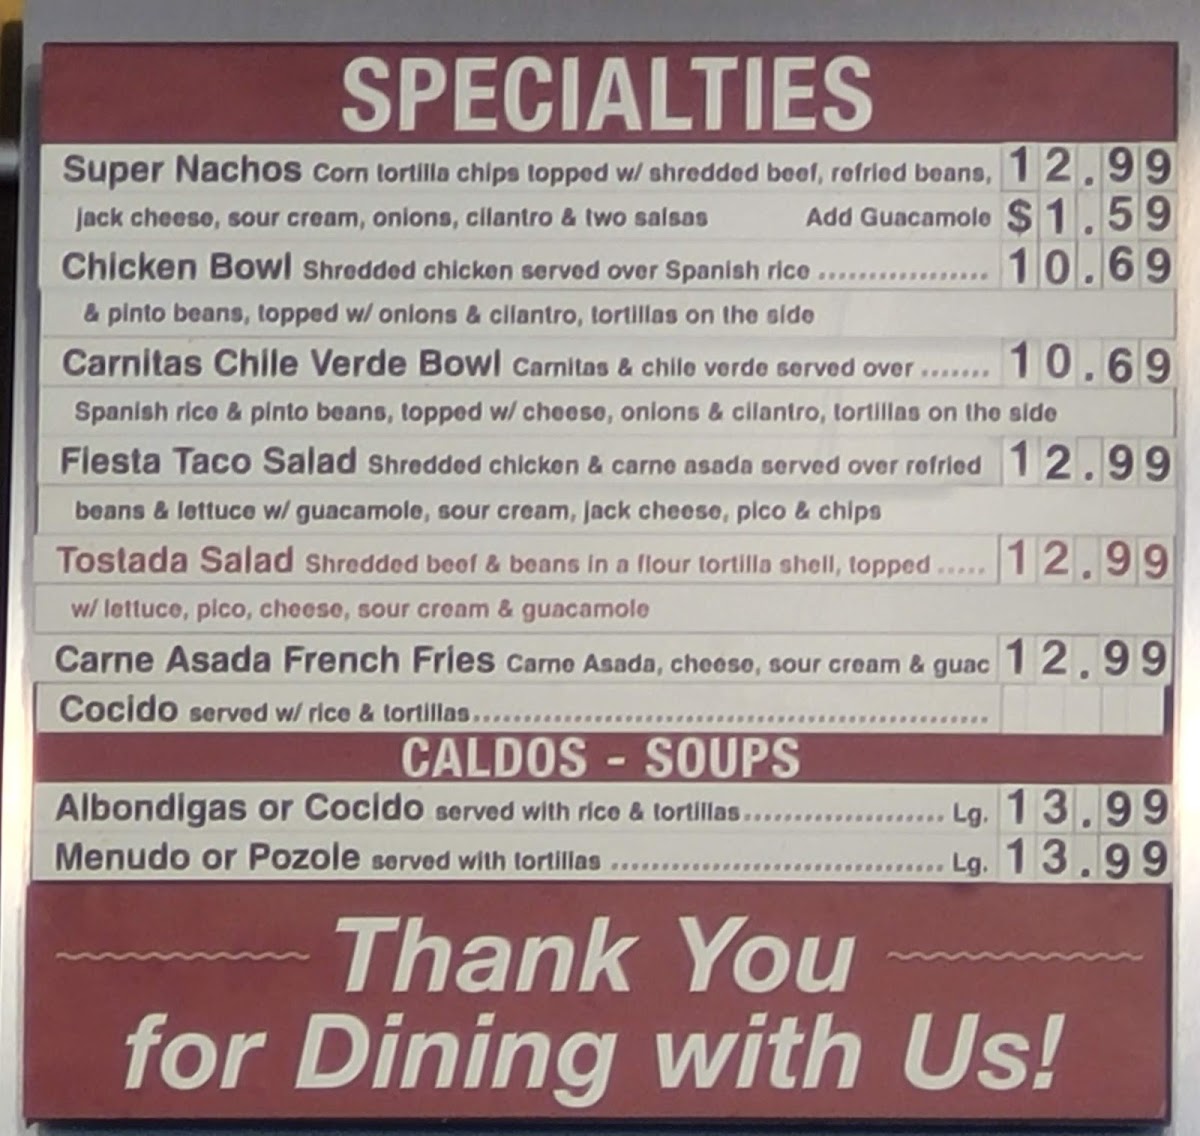 SPECIALTIES
Super Nachos Corn tortilla chips topped w/ shredded beef, refried beans, 12.99
jack cheese, sour cream, onions, cilantro & two salsas Add Guacamole $1.59
Chicken Bowl Shredded chicken served over Spanish rice ................. 10.69
& pinto beans, topped w/ onions & cilantro, tortillas on the side
Carnitas Chile Verde Bowl Carnitas & chile verde served over ....... 10.69
Spanish rice & pinto beans, topped w/ cheese, onions & cilantro, tortillas on the side
Fiesta Taco Salad Shredded chicken & carne asada served over refried 12.99
beans & lettuce w/ guacamole, sour cream, jack cheese, pico & chips
Tostada Salad Shredded beef & beans in a flour tortilla shell, topped ..... 12.99
w/ lettuce, pico, cheese, sour cream & guacamole
Carne Asada French Fries Carne Asada, cheese, sour cream & guac 12.99
Cocido served w/ rice & tortillas....................................................
CALDOS - SOUPS
Albondigas or Cocido served with rice & tortillas.................... Lg. 13.99
Menudo or Pozole served with tortillas ................................. Lg. 13.99
Thank You
for Dining with Us!